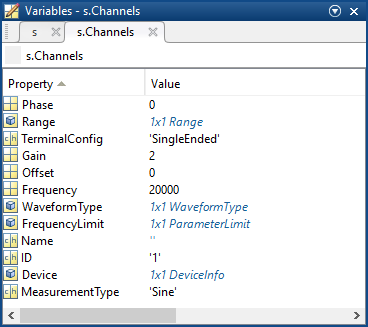 Variables - s.Channels
s s.Channels
s.Channels
Property Value
Phase 0
Range 1x1 Range
TerminalConfig 'SingleEnded'
Gain 2
Offset 0
Frequency 20000
WaveformType 1x1 WaveformType
FrequencyLimit 1x1 ParameterLimit
Name ''
ID '1'
Device 1x1 DeviceInfo
MeasurementType 'Sine'